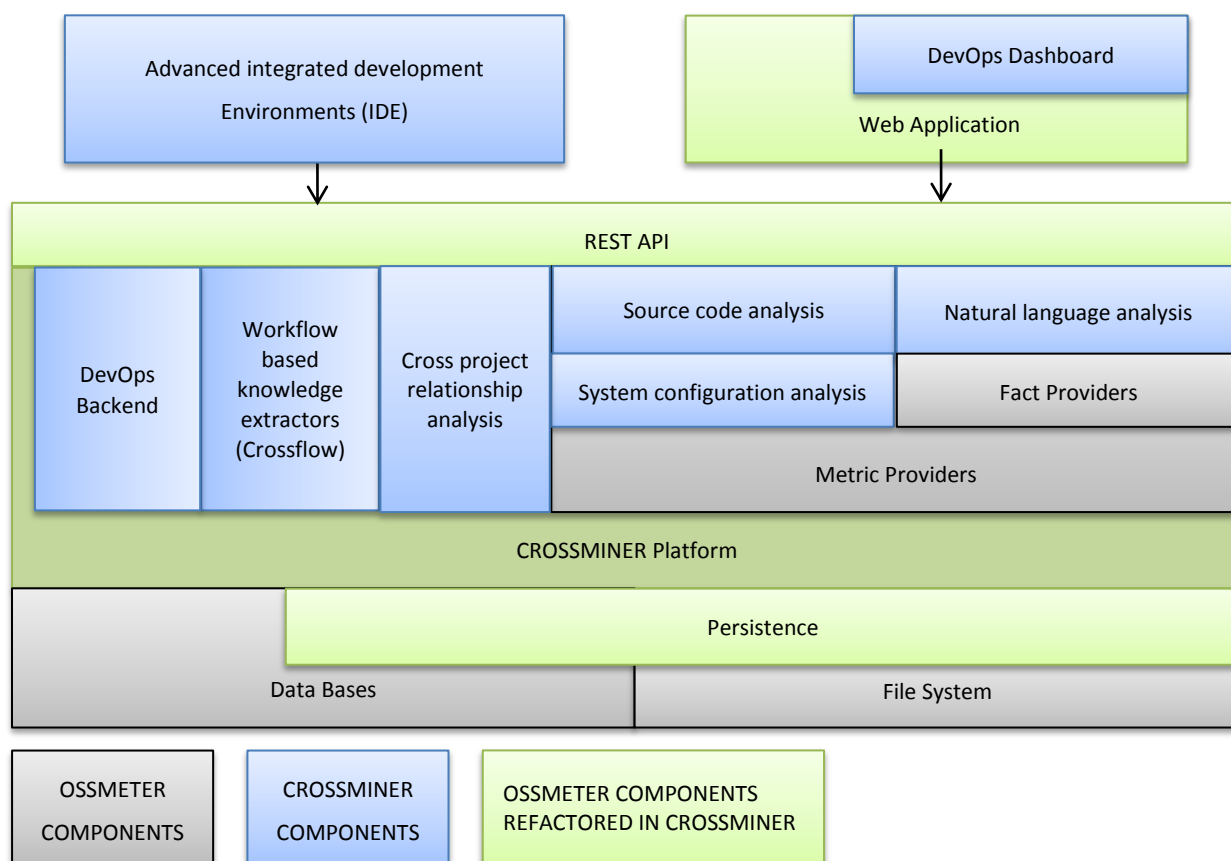 Advanced integrated development
Environments (IDE)
DevOps Dashboard
Web Application
REST API
DevOps
Backend
Workflow
based
knowledge
extractors
(Crossflow)
Cross project
relationship
analysis
Source code analysis
Natural language analysis
System configuration analysis
Fact Providers
Metric Providers
CROSSMINER Platform
Persistence
Data Bases
File System
OSSMETER
COMPONENTS
CROSSMINER
COMPONENTS
OSSMETER COMPONENTS
REFACTORED IN CROSSMINER